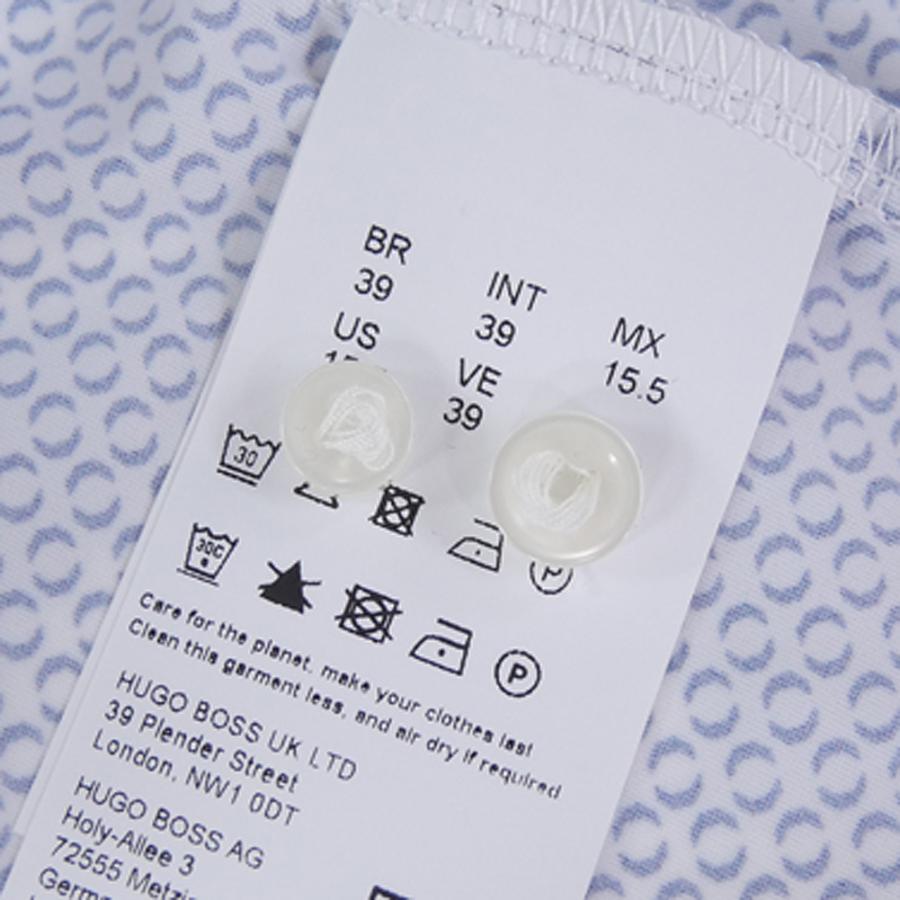 BR
39
INT
39
MX
15.5
US
VE
39
30
30C
P
P
Care for the planet. make your clothes last
Clean this garment less, and air dry if required
HUGO BOSS UK LTD
39 Plender Street
London, NW1 0DT
HUGO BOSS AG
Holy-Allee 3
72555